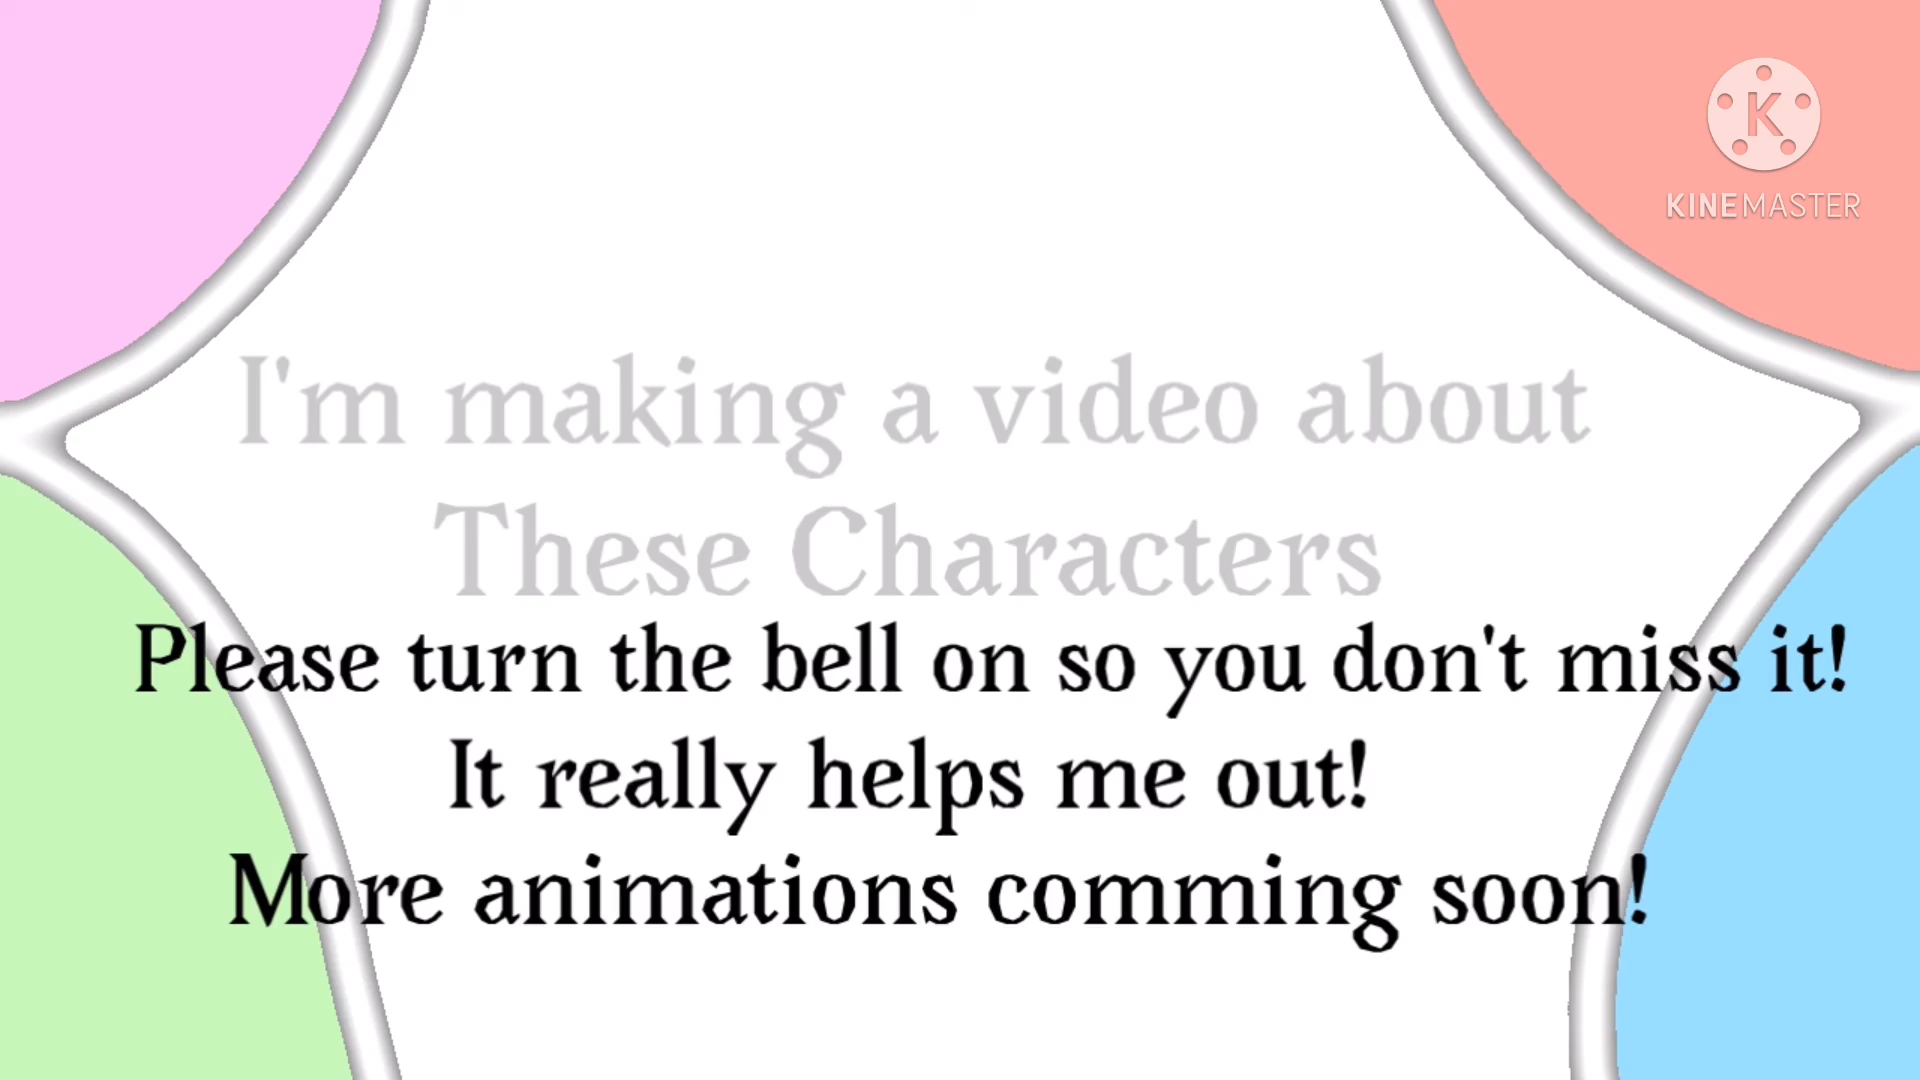 K
KINEMASTER
I'm making a video about
These Characters
Please turn the bell on so you don't miss it!
It really helps me out!
More animations comming soon!